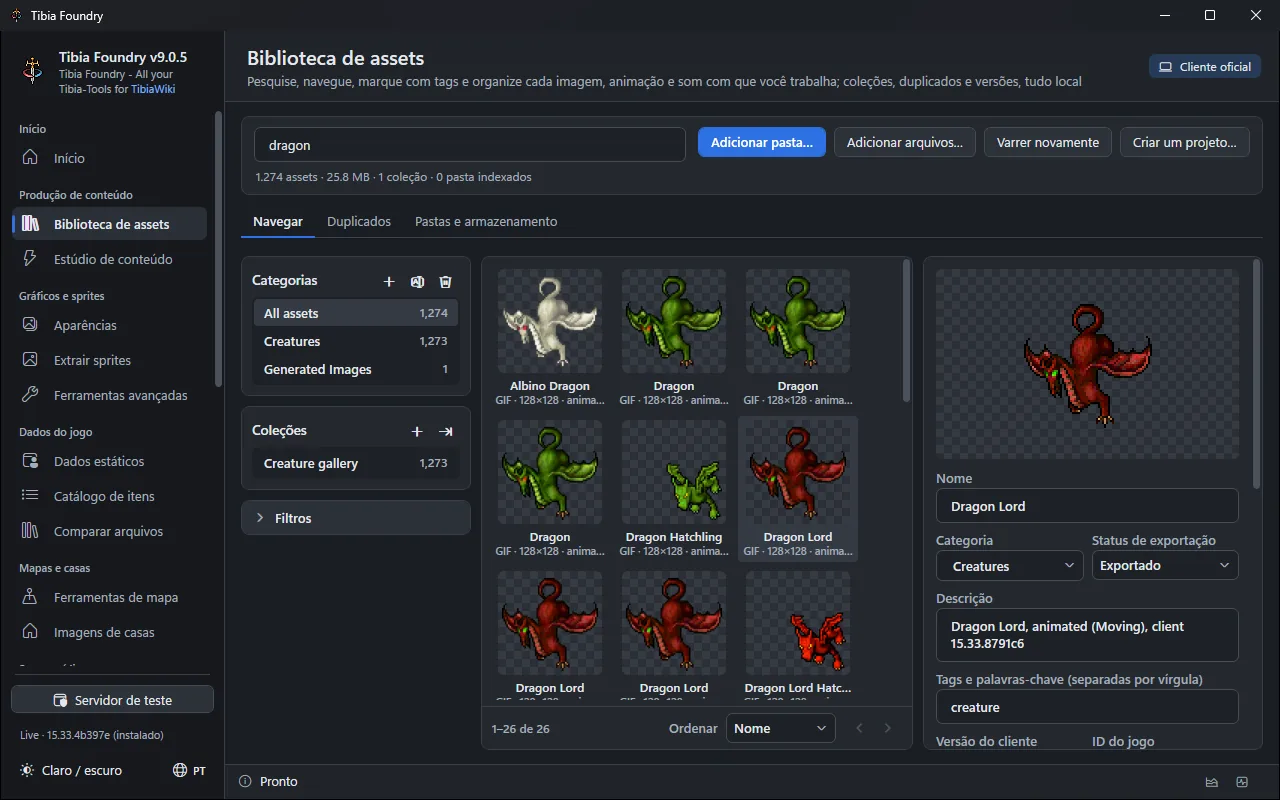 Tibia Foundry
Tibia Foundry v9.0.5
Tibia Foundry - All your
Tibia-Tools for TibiaWiki
Início
Início
Produção de conteúdo
Biblioteca de assets
Estúdio de conteúdo
Gráficos e sprites
Aparências
Extrair sprites
Ferramentas avançadas
Dados do jogo
Dados estáticos
Catálogo de itens
Comparar arquivos
Mapas e casas
Ferramentas de mapa
Imagens de casas
Servidor de teste
Live · 15.33.4b397e (instalado)
Claro / escuro
PT
Biblioteca de assets
Pesquise, navegue, marque com tags e organize cada imagem, animação e som com que você trabalha; coleções, duplicados e versões, tudo local
Cliente oficial
dragon
Adicionar pasta...
Adicionar arquivos...
Varrer novamente
Criar um projeto...
1.274 assets · 25.8 MB · 1 coleção · 0 pasta indexados
Navegar
Duplicados
Pastas e armazenamento
Categorias
All assets 1,274
Creatures 1,273
Generated Images 1
Coleções
Creature gallery 1,273
Filtros
Albino Dragon
GIF · 128×128 · anima...
Dragon
GIF · 128×128 · anima...
Dragon
GIF · 128×128 · anima...
Dragon
GIF · 128×128 · anima...
Dragon Hatchling
GIF · 128×128 · anima...
Dragon Lord
GIF · 128×128 · anima...
Dragon Lord
Dragon Lord
Dragon Lord Hatc...
1–26 de 26
Ordenar
Nome
Nome
Dragon Lord
Categoria
Creatures
Status de exportação
Exportado
Descrição
Dragon Lord, animated (Moving), client
15.33.8791c6
Tags e palavras-chave (separadas por vírgula)
creature
Versão do cliente
ID do jogo
Pronto